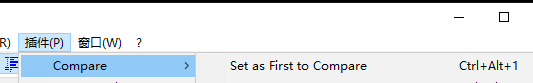 R) 插件(P) 窗口(W) ?
Compare > Set as First to Compare Ctrl+Alt+1